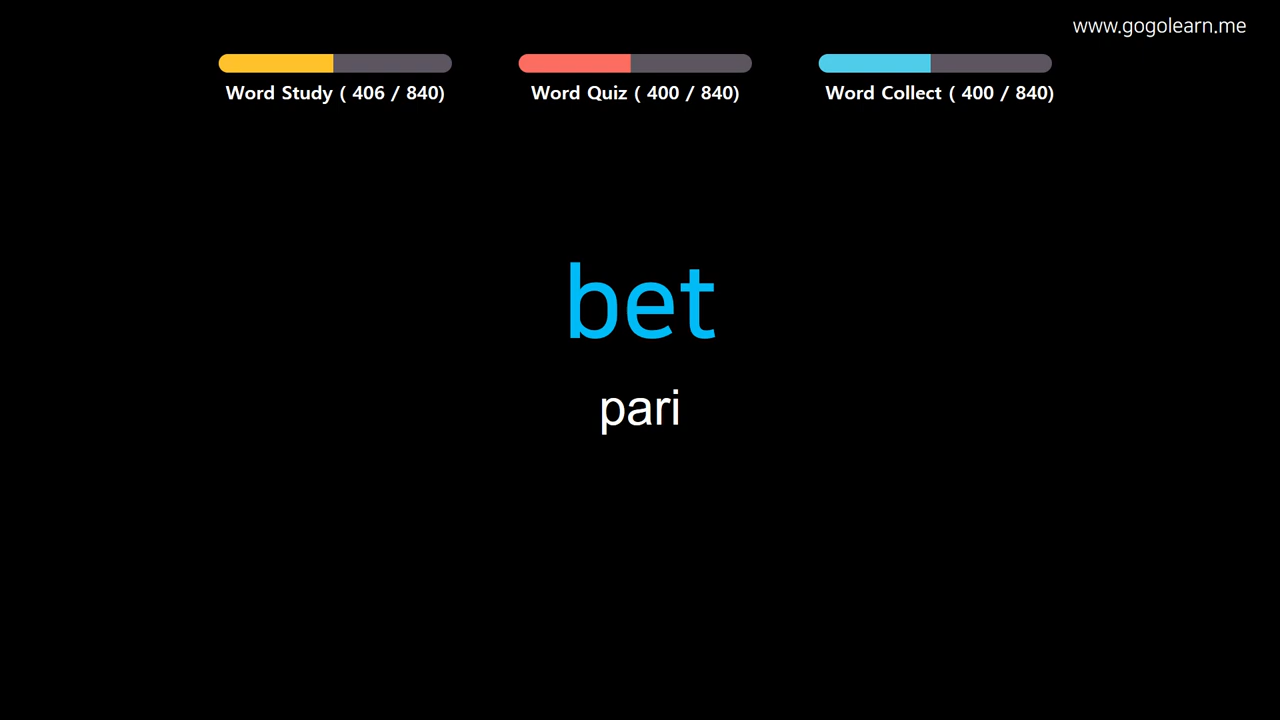 www.gogolearn.me
Word Study ( 406 / 840)
Word Quiz ( 400 / 840)
Word Collect ( 400 / 840)
bet
pari